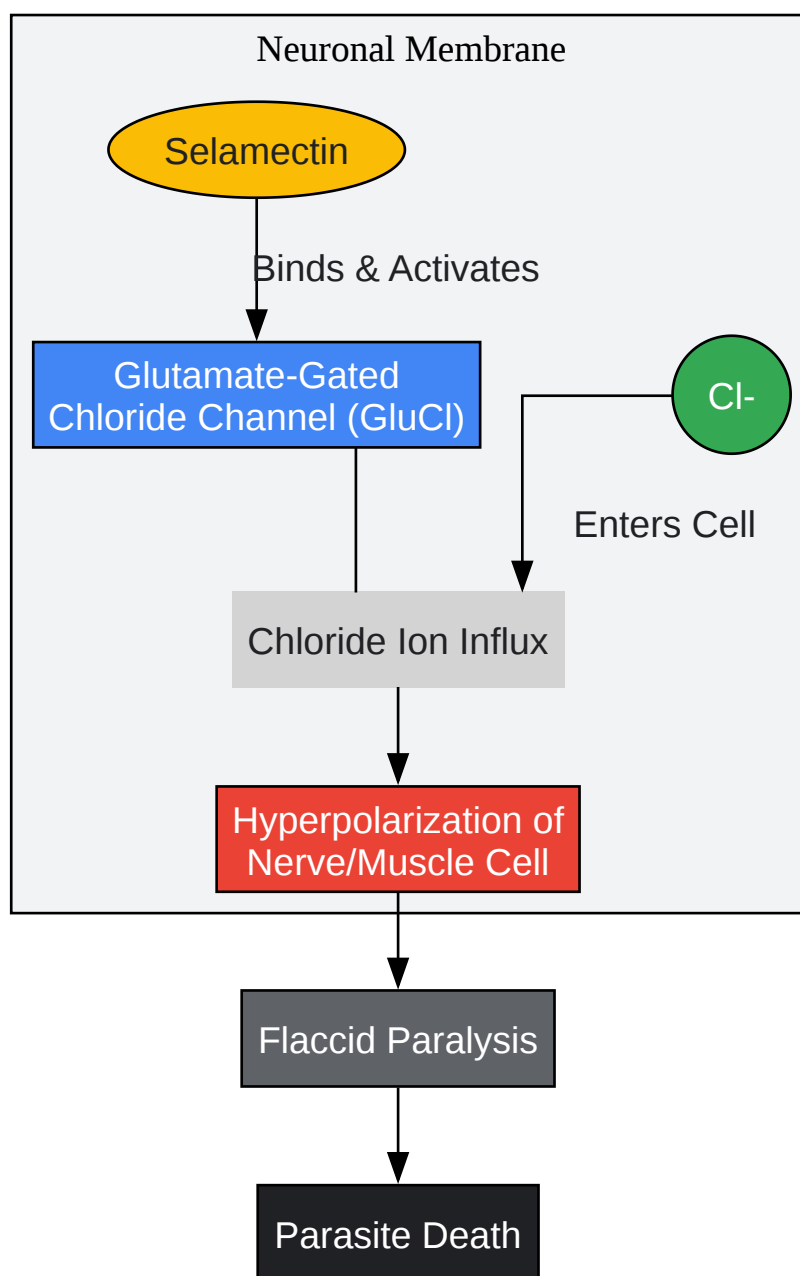 Neuronal Membrane
Selamectin
Binds & Activates
Glutamate-Gated
Chloride Channel (GluCl)
Cl-
Enters Cell
Chloride Ion Influx
Hyperpolarization of
Nerve/Muscle Cell
Flaccid Paralysis
Parasite Death